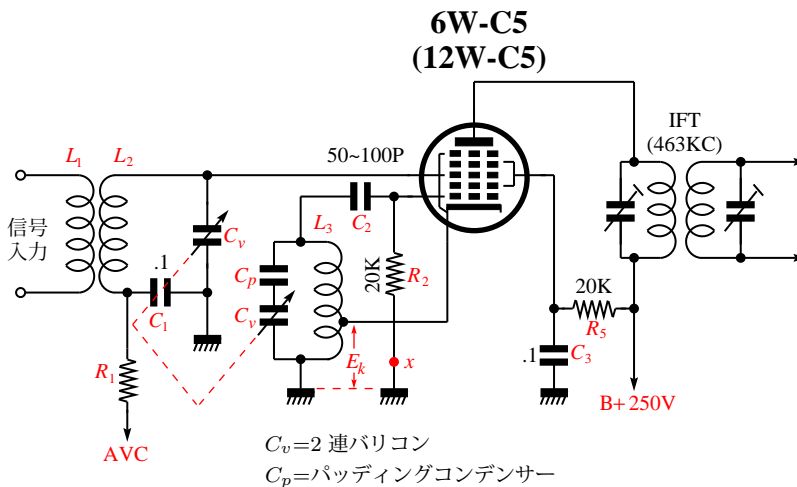 6W-C5
(12W-C5)
IFT
(463KC)
L1
L2
50~100P
信号
入力
Cv
.1
C1
L3
C2
Cp
Cv
20K
R2
Ek
x
20K
R5
.1
C3
R1
AVC
B+250V
Cv=2 連バリコン
Cp=パッディングコンデンサー